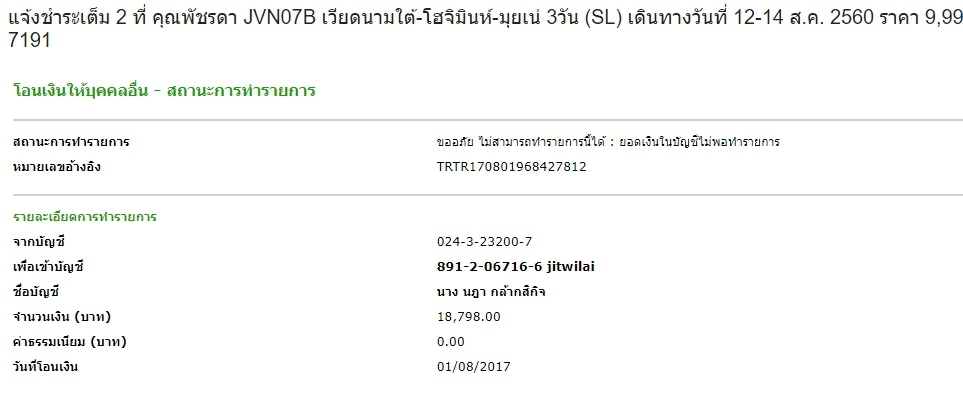 แจ้งชำระเต็ม 2 ที่ คุณพัชรดา JVN07B เวียดนามใต้-โฮจิมินห์-มุยเน่ 3วัน (SL) เดินทางวันที่ 12-14 ส.ค. 2560 ราคา 9,99
7191
โอนเงินให้บุคคลอื่น - สถานะการทำรายการ
สถานะการทำรายการ ขออภัย ไม่สามารถทำรายการนี้ได้ : ยอดเงินในบัญชีไม่พอทำรายการ
หมายเลขอ้างอิง TRTR170801968427812
รายละเอียดการทำรายการ
จากบัญชี 024-3-23200-7
เพื่อเข้าบัญชี 891-2-06716-6 jitwilai
ชื่อบัญชี นาง นฎา กล้ากสิกิจ
จำนวนเงิน (บาท) 18,798.00
ค่าธรรมเนียม (บาท) 0.00
วันที่โอนเงิน 01/08/2017